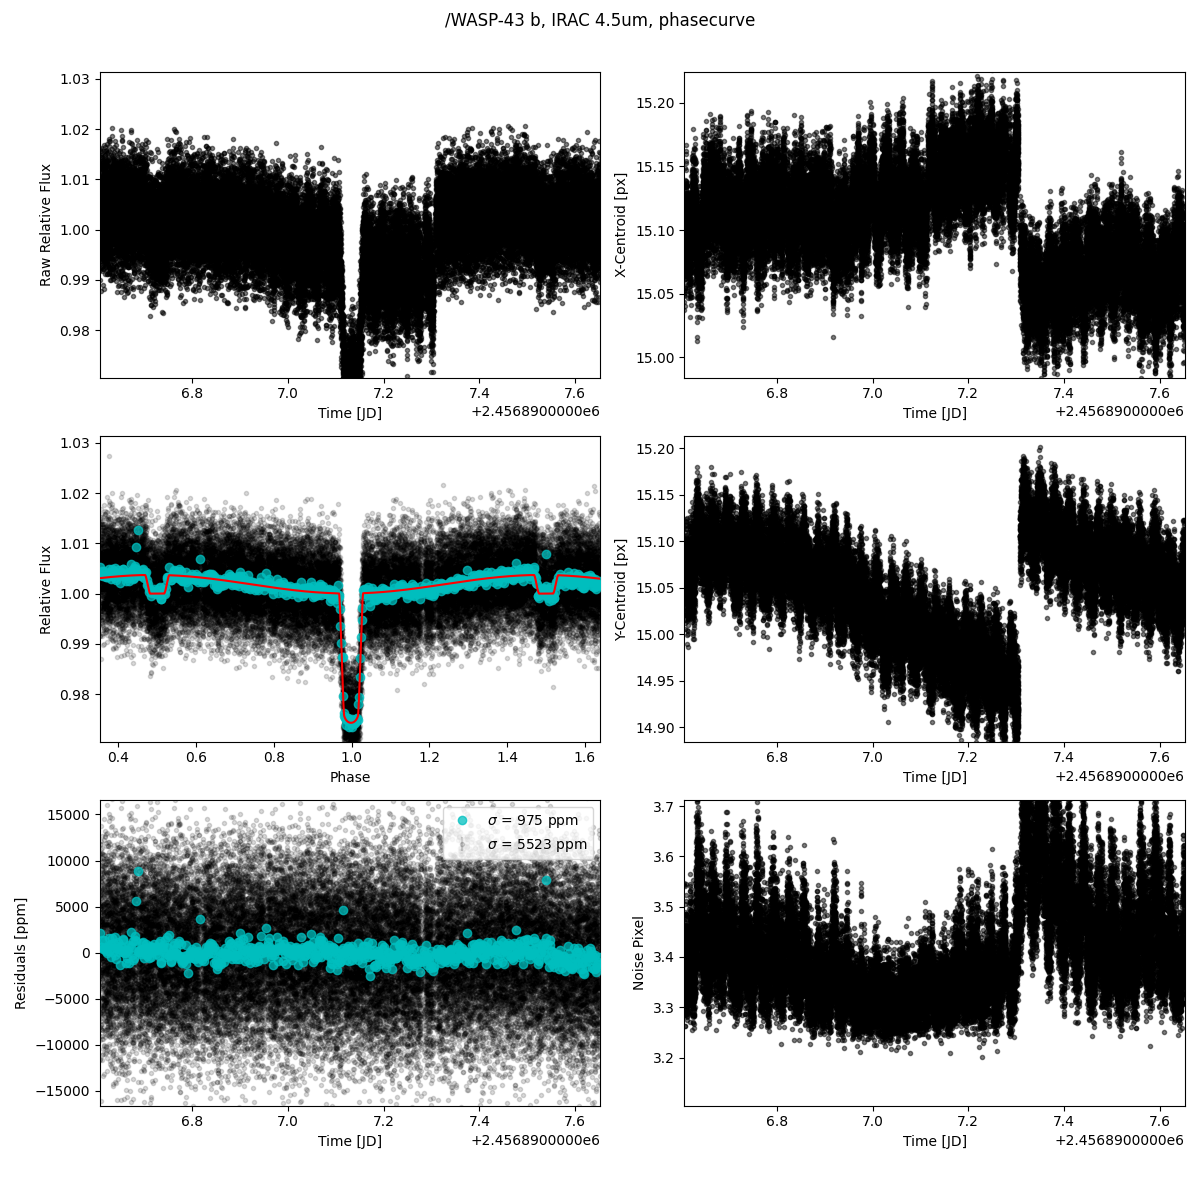 /WASP-43 b, IRAC 4.5um, phasecurve
1.03
1.02
1.01
1.00
0.99
0.98
Raw Relative Flux
6.8 7.0 7.2 7.4 7.6
Time [JD]
+2.4568900000e6
15.20
15.15
15.10
15.05
15.00
X-Centroid [px]
6.8 7.0 7.2 7.4 7.6
Time [JD]
+2.4568900000e6
1.03
1.02
1.01
1.00
0.99
0.98
Relative Flux
0.4 0.6 0.8 1.0 1.2 1.4 1.6
Phase
15.20
15.15
15.10
15.05
15.00
14.95
14.90
Y-Centroid [px]
6.8 7.0 7.2 7.4 7.6
Time [JD]
+2.4568900000e6
15000
10000
5000
0
−5000
−10000
−15000
Residuals [ppm]
σ = 975 ppm
σ = 5523 ppm
6.8 7.0 7.2 7.4 7.6
Time [JD]
+2.4568900000e6
3.7
3.6
3.5
3.4
3.3
3.2
Noise Pixel
6.8 7.0 7.2 7.4 7.6
Time [JD]
+2.4568900000e6